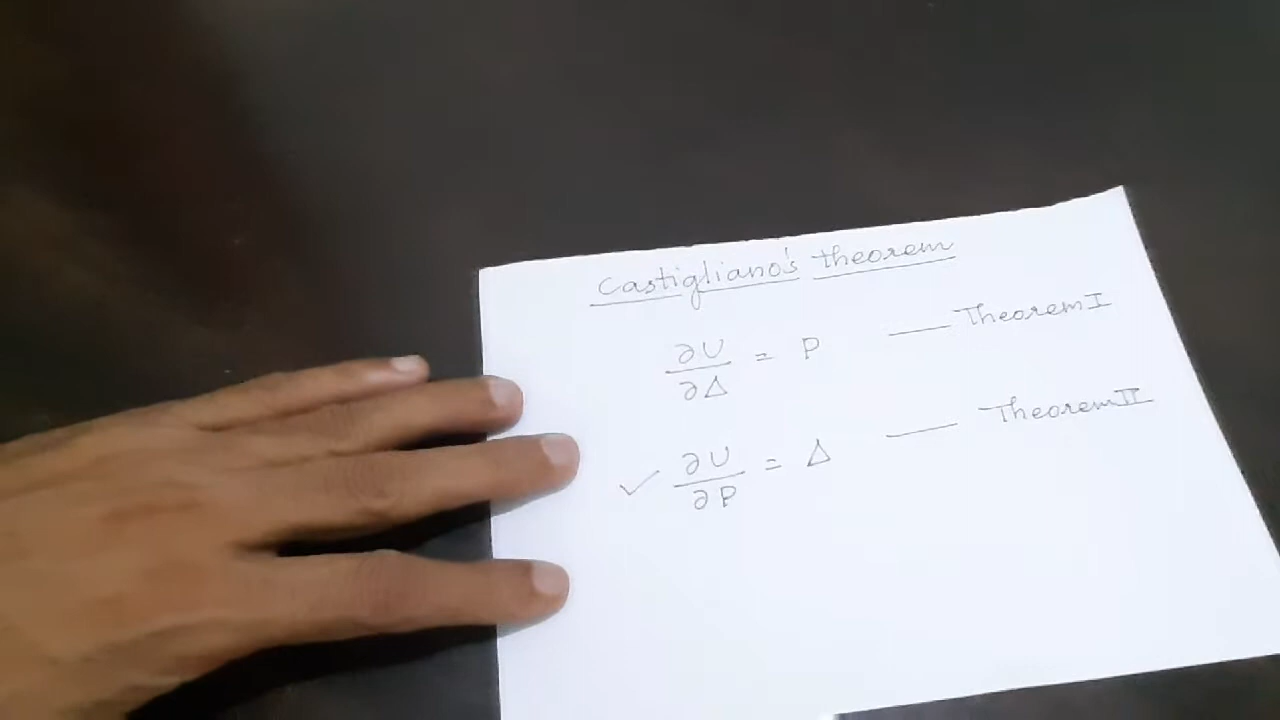 Castigliano's theorem
∂U/∂Δ = P —— Theorem I
✓ ∂U/∂P = Δ —— Theorem II